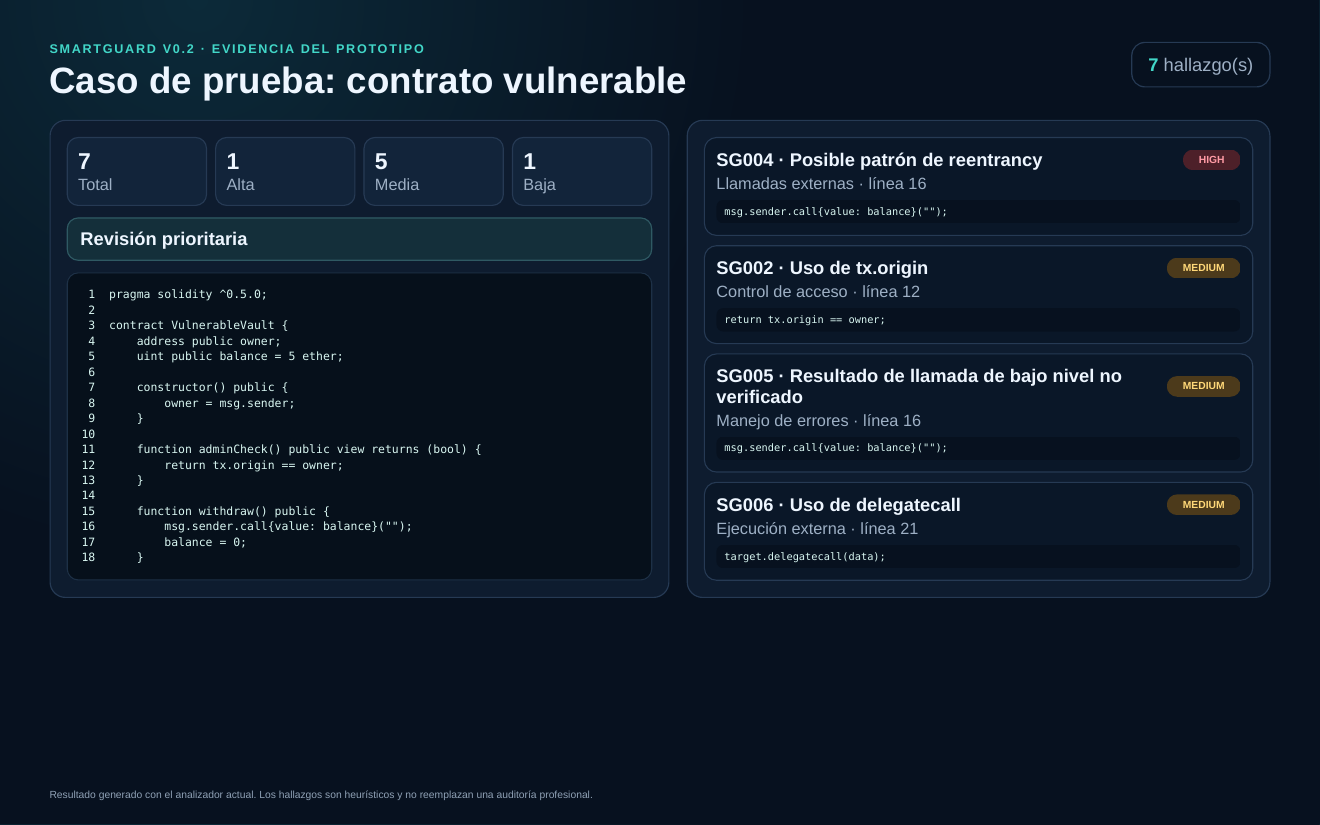 SMARTGUARD V0.2 · EVIDENCIA DEL PROTOTIPO
Caso de prueba: contrato vulnerable
7 hallazgo(s)
7
Total
1
Alta
5
Media
1
Baja
Revisión prioritaria
1 pragma solidity ^0.5.0;
2
3 contract VulnerableVault {
4     address public owner;
5     uint public balance = 5 ether;
6
7     constructor() public {
8         owner = msg.sender;
9     }
10
11     function adminCheck() public view returns (bool) {
12         return tx.origin == owner;
13     }
14
15     function withdraw() public {
16         msg.sender.call{value: balance}("");
17         balance = 0;
18     }
SG004 · Posible patrón de reentrancy
HIGH
Llamadas externas · línea 16
msg.sender.call{value: balance}("");
SG002 · Uso de tx.origin
MEDIUM
Control de acceso · línea 12
return tx.origin == owner;
SG005 · Resultado de llamada de bajo nivel no
verificado
MEDIUM
Manejo de errores · línea 16
msg.sender.call{value: balance}("");
SG006 · Uso de delegatecall
MEDIUM
Ejecución externa · línea 21
target.delegatecall(data);
Resultado generado con el analizador actual. Los hallazgos son heurísticos y no reemplazan una auditoría profesional.